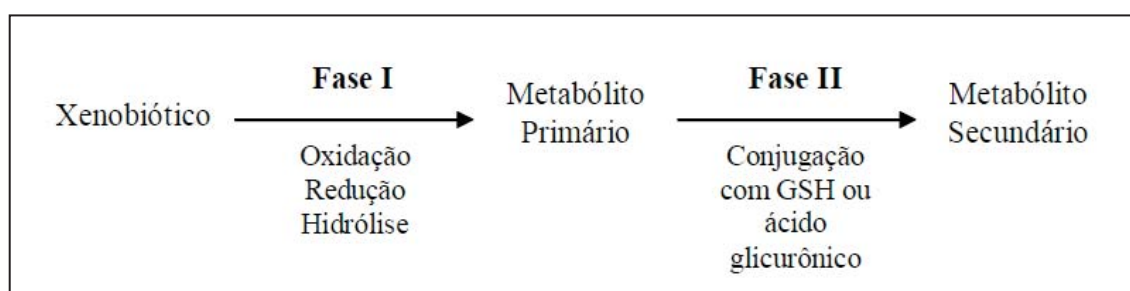 Xenobiótico
Fase I
Oxidação
Redução
Hidrólise
Metabólito
Primário
Fase II
Conjugação
com GSH ou
ácido
glicurônico
Metabólito
Secundário